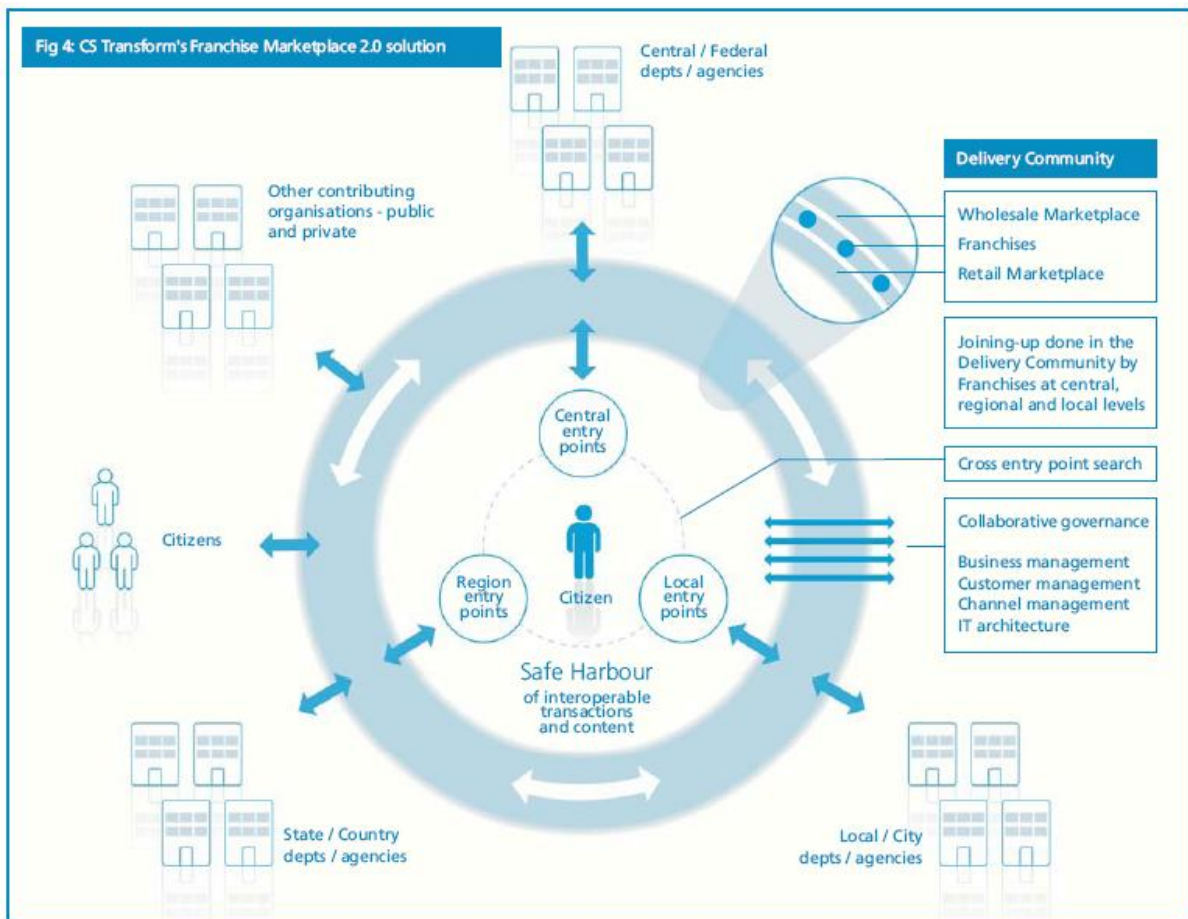 Fig 4: CS Transform's Franchise Marketplace 2.0 solution
Central / Federal
depts / agencies
Other contributing
organisations - public
and private
Delivery Community
Wholesale Marketplace
Franchises
Retail Marketplace
Joining-up done in the
Delivery Community by
Franchises at central,
regional and local levels
Cross entry point search
Collaborative governance
Business management
Customer management
Channel management
IT architecture
Central
entry
points
Citizens
Region
entry
points
Citizen
Local
entry
points
Safe Harbour
of interoperable
transactions
and content
State / Country
depts / agencies
Local / City
depts / agencies